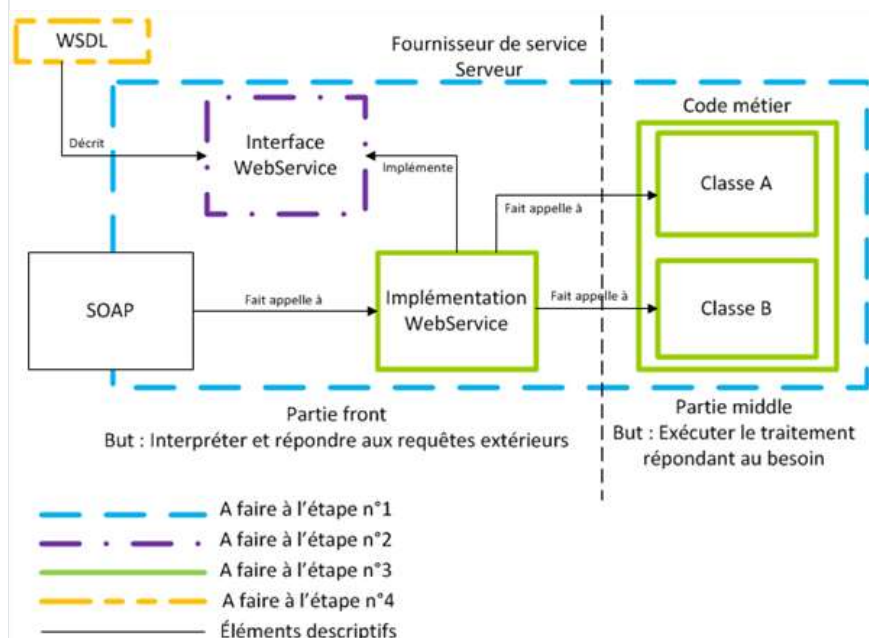 WSDL
Fournisseur de service
Serveur
Décrit
Interface
WebService
Implémente
Code métier
Classe A
Fait appelle à
SOAP
Fait appelle à
Implémentation
WebService
Fait appelle à
Classe B
Partie front
But : Interpréter et répondre aux requêtes extérieurs
Partie middle
But : Exécuter le traitement
répondant au besoin
A faire à l'étape n°1
A faire à l'étape n°2
A faire à l'étape n°3
A faire à l'étape n°4
Éléments descriptifs